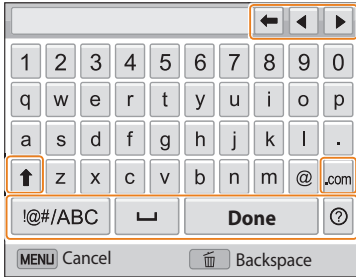 1 2 3 4 5 6 7 8 9 0
q w e r t y u i o p
a s d f g h j k l .
z x c v b n m @ .com
!@#/ABC Done ?
MENU Cancel Backspace